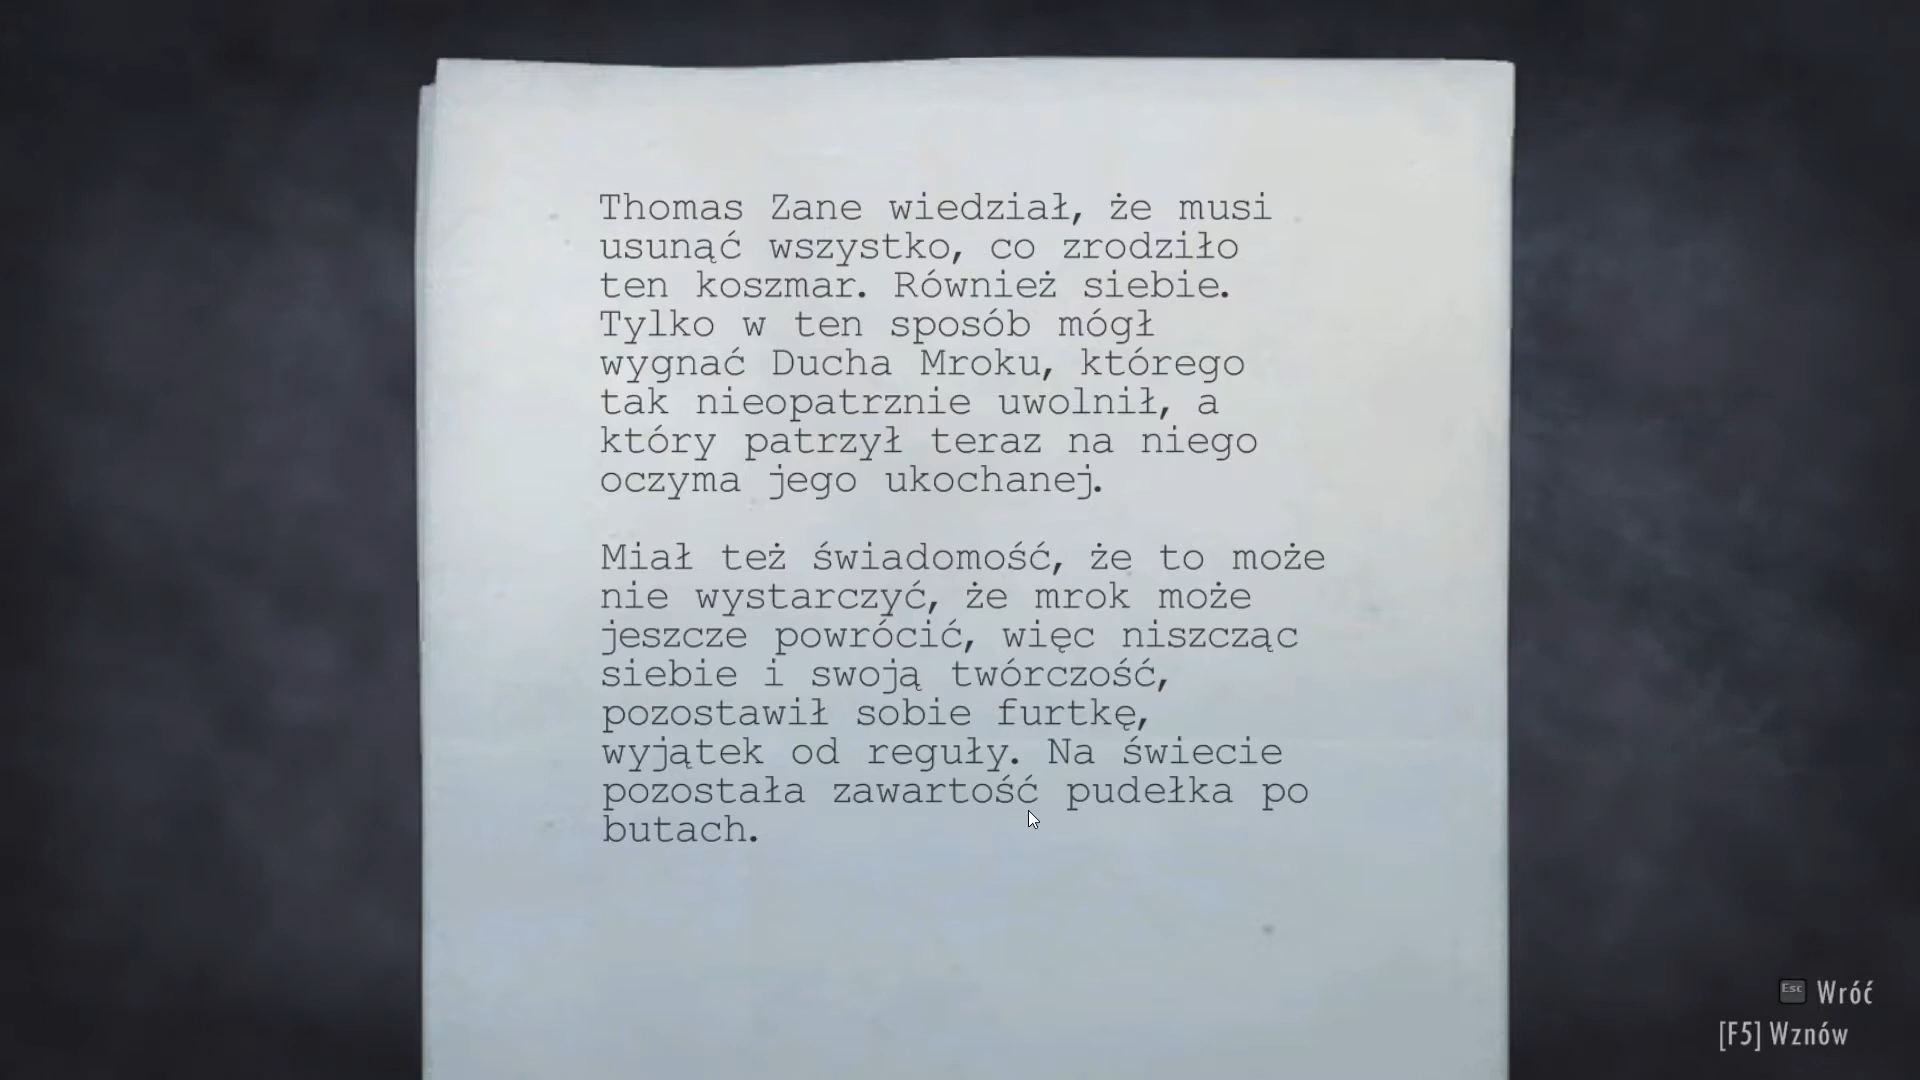 Thomas Zane wiedział, że musi
usunąć wszystko, co zrodziło
ten koszmar. Również siebie.
Tylko w ten sposób mógł
wygnać Ducha Mroku, którego
tak nieopatrznie uwolnił, a
który patrzył teraz na niego
oczyma jego ukochanej.
Miał też świadomość, że to może
nie wystarczyć, że mrok może
jeszcze powrócić, więc niszcząc
siebie i swoją twórczość,
pozostawił sobie furtkę,
wyjątek od reguły. Na świecie
pozostała zawartość pudełka po
butach.
Esc Wróć
[F5] Wznów